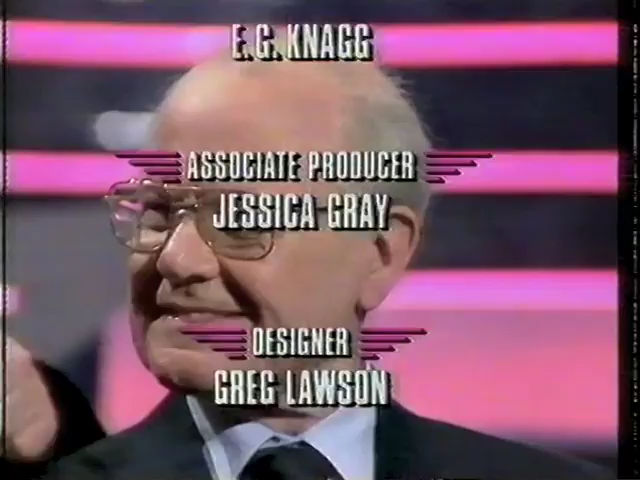 E.G. KNAGG
ASSOCIATE PRODUCER
JESSICA GRAY
DESIGNER
GREG LAWSON